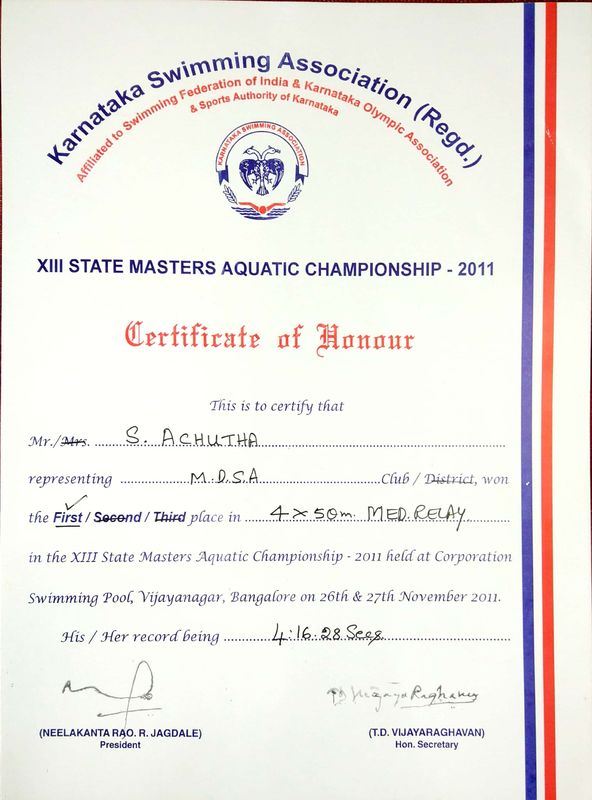 Karnataka Swimming Association (Regd.)
Affiliated to Swimming Federation of India & Karnataka Olympic Association
& Sports Authority of Karnataka
KARNATAKA SWIMMING ASSOCIATION
XIII STATE MASTERS AQUATIC CHAMPIONSHIP - 2011
Certificate of Honour
This is to certify that
Mr./Mrs. S. ACHUTHA
representing M.D.S.A Club / District, won
the First / Second / Third place in 4x50m. MED.RELAY
in the XIII State Masters Aquatic Championship - 2011 held at Corporation
Swimming Pool, Vijayanagar, Bangalore on 26th & 27th November 2011.
His / Her record being 4:16.28 Secs
TD Vijaya Raghavan
(NEELAKANTA RAO. R. JAGDALE) (T.D. VIJAYARAGHAVAN)
President Hon. Secretary